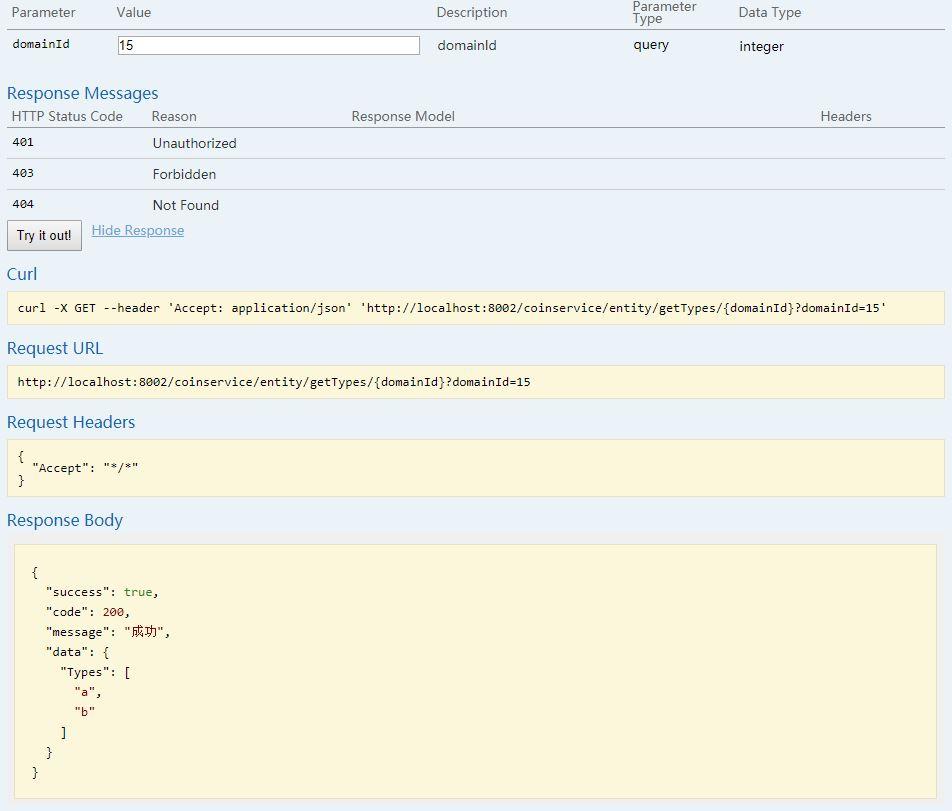 Parameter Value Description Parameter Type Data Type
domainId 15 domainId query integer
Response Messages
HTTP Status Code Reason Response Model Headers
401 Unauthorized
403 Forbidden
404 Not Found
Try it out! Hide Response
Curl
curl -X GET --header 'Accept: application/json' 'http://localhost:8002/coinservice/entity/getTypes/{domainId}?domainId=15'
Request URL
http://localhost:8002/coinservice/entity/getTypes/{domainId}?domainId=15
Request Headers
{
"Accept": "*/*"
}
Response Body
{
"success": true,
"code": 200,
"message": "成功",
"data": {
"Types": [
"a",
"b"
]
}
}